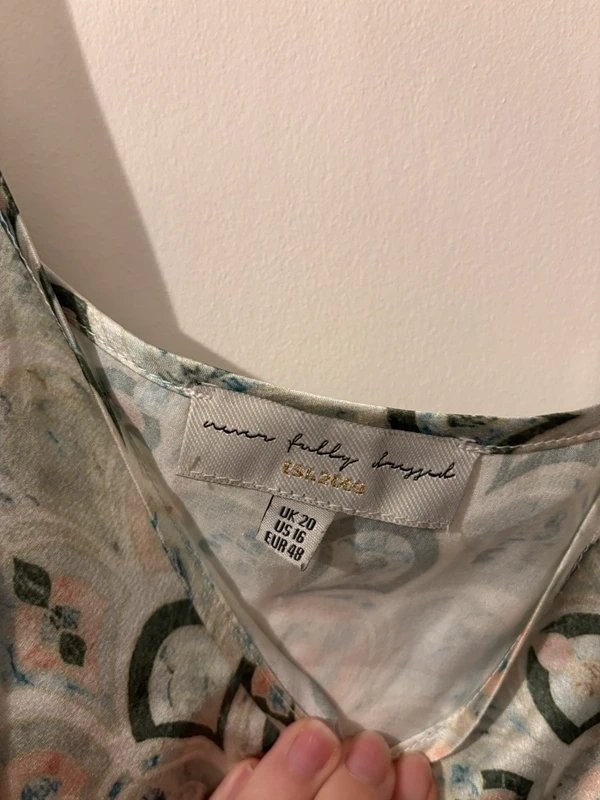 never fully dressed
UK 20
US 16
EUR 48